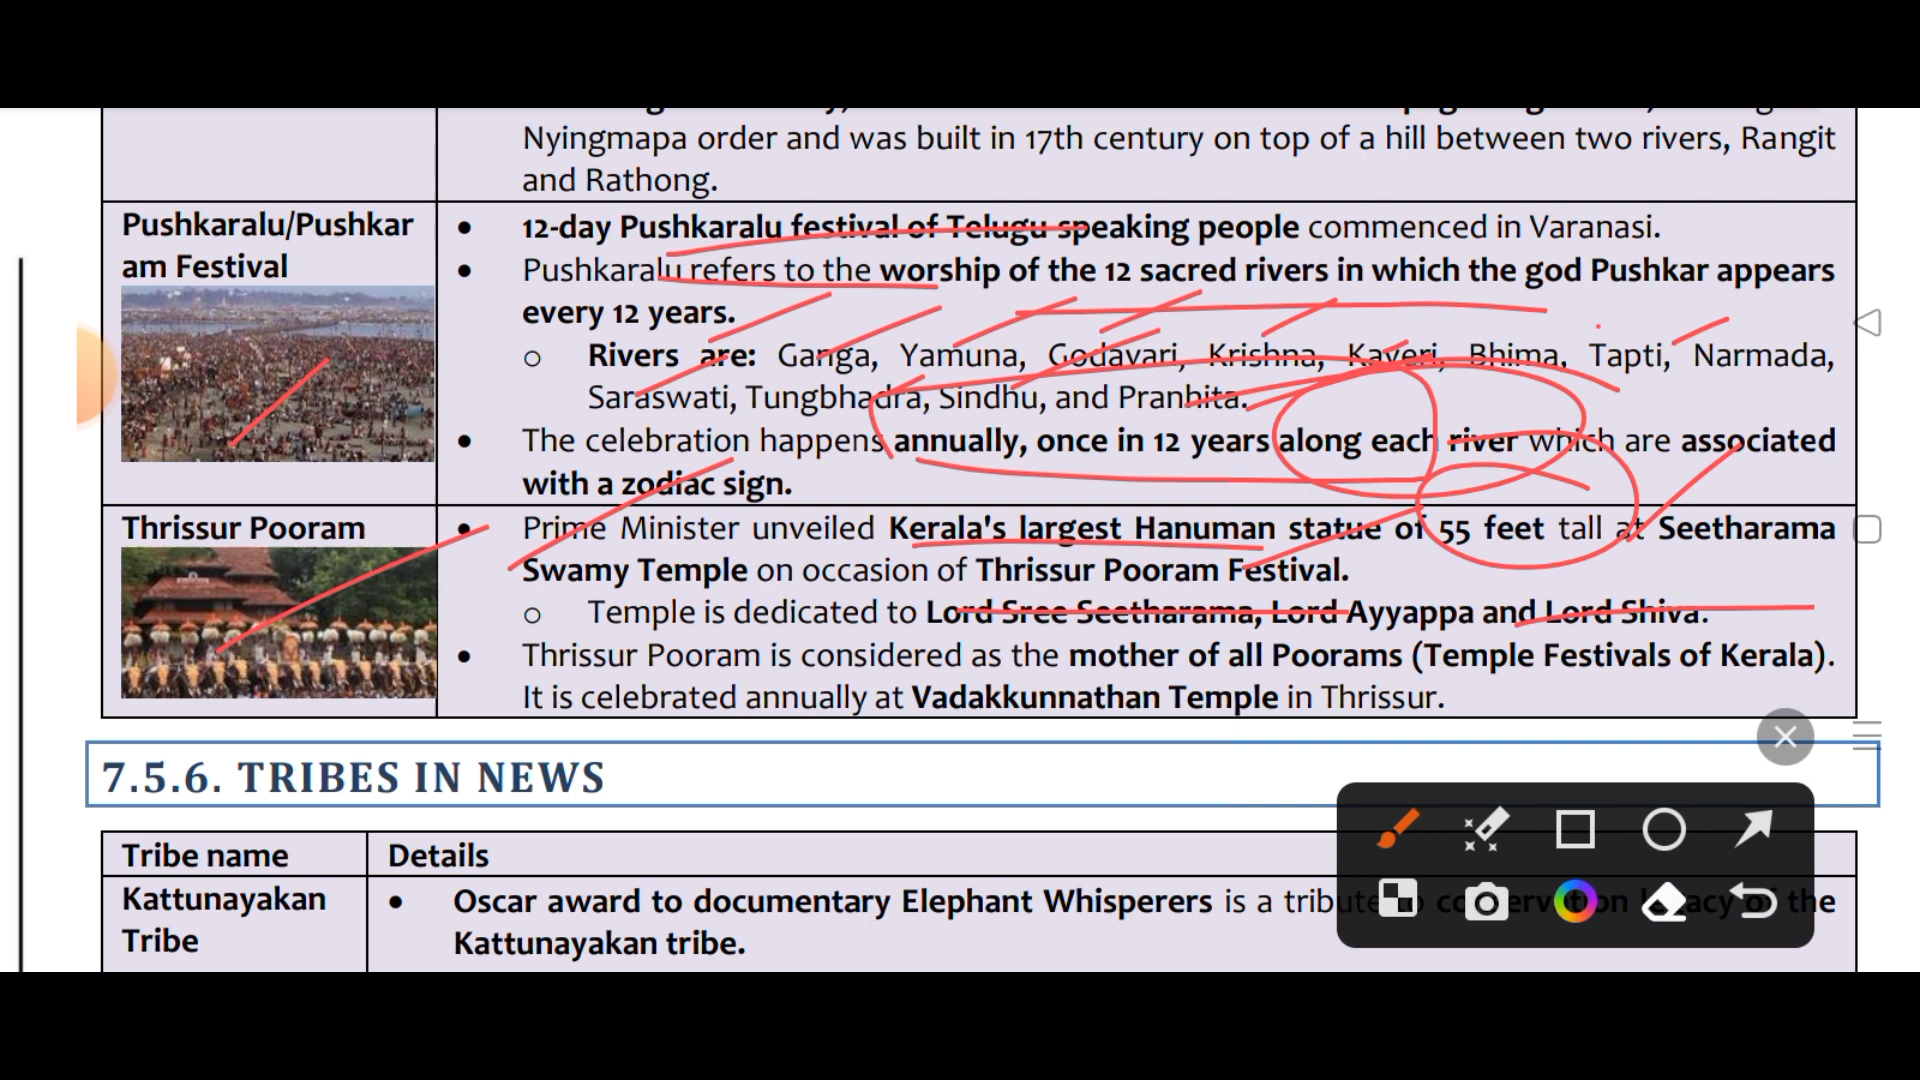 Nyingmapa order and was built in 17th century on top of a hill between two rivers, Rangit
and Rathong.
Pushkaralu/Pushkar
am Festival
• 12-day Pushkaralu festival of Telugu speaking people commenced in Varanasi.
• Pushkaralu refers to the worship of the 12 sacred rivers in which the god Pushkar appears
every 12 years.
o Rivers are: Ganga, Yamuna, Godavari, Krishna, Kaveri, Bhima, Tapti, Narmada,
Saraswati, Tungbhadra, Sindhu, and Pranhita.
• The celebration happens annually, once in 12 years along each river which are associated
with a zodiac sign.
Thrissur Pooram
• Prime Minister unveiled Kerala's largest Hanuman statue of 55 feet tall at Seetharama
Swamy Temple on occasion of Thrissur Pooram Festival.
o Temple is dedicated to Lord Sree Seetharama, Lord Ayyappa and Lord Shiva.
• Thrissur Pooram is considered as the mother of all Poorams (Temple Festivals of Kerala).
It is celebrated annually at Vadakkunnathan Temple in Thrissur.
7.5.6. TRIBES IN NEWS
Tribe name Details
Kattunayakan
Tribe
• Oscar award to documentary Elephant Whisperers is a tribute to conservation legacy of the
Kattunayakan tribe.